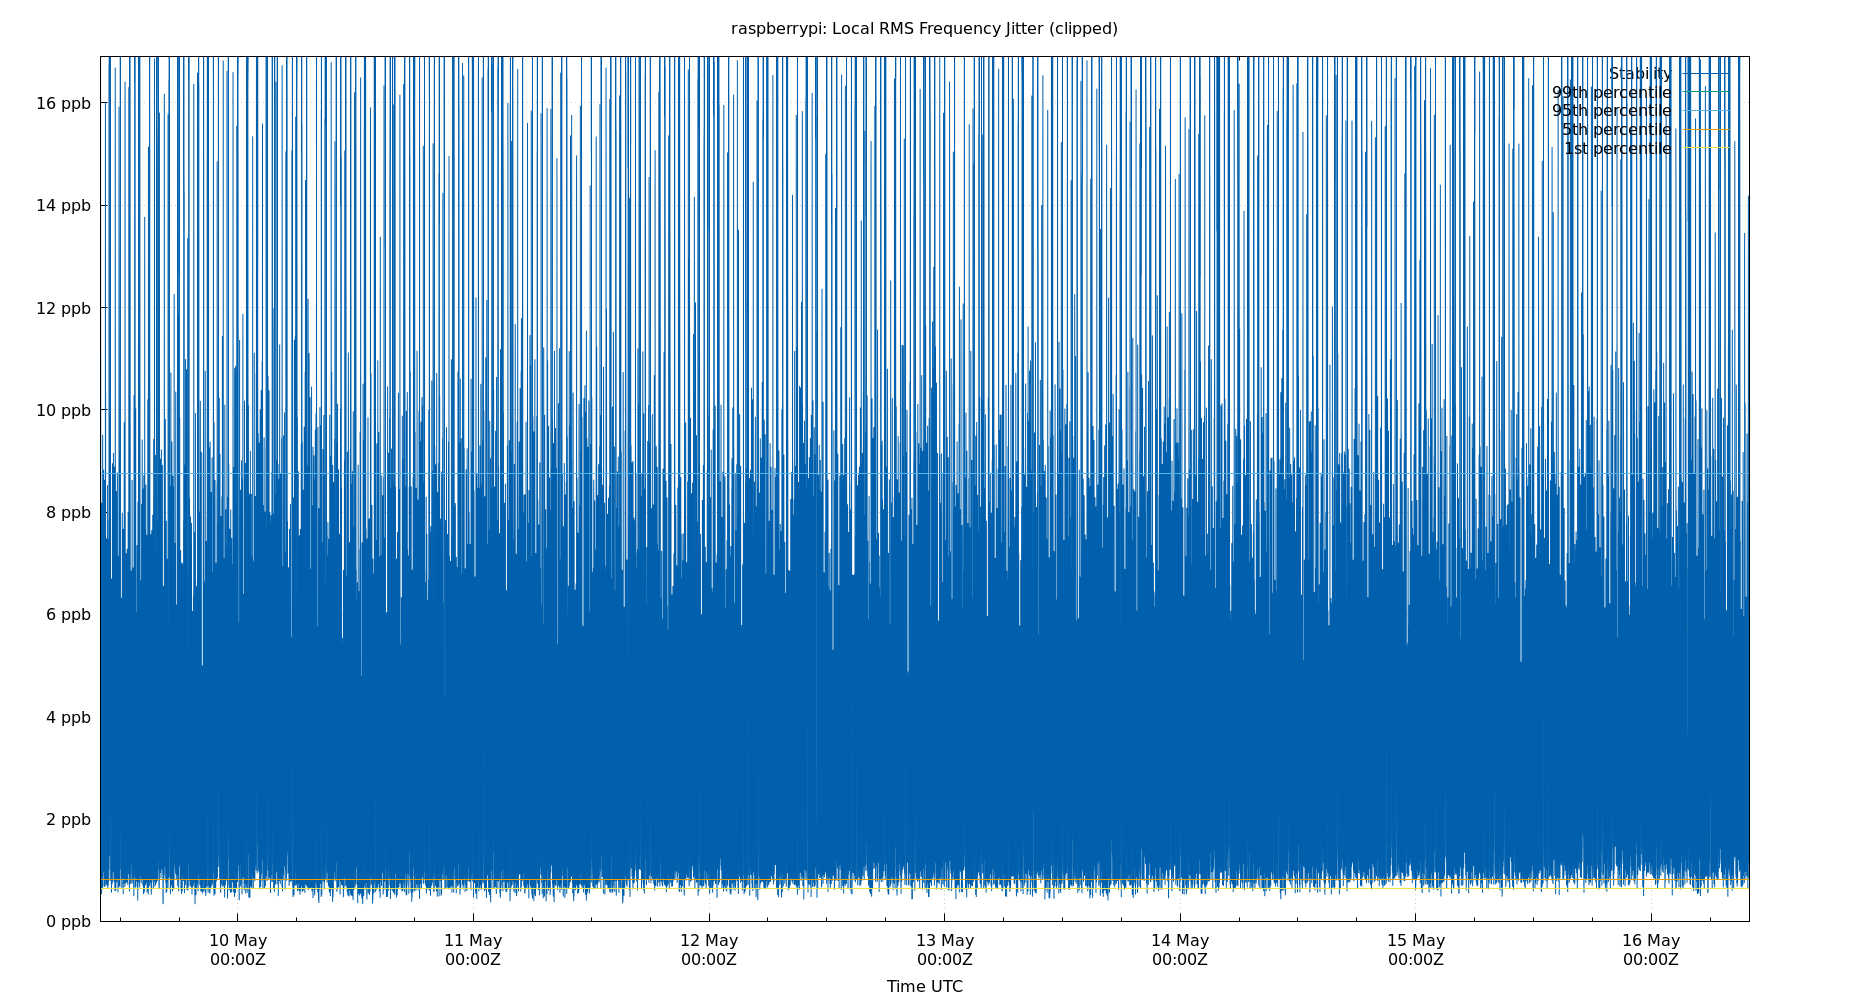 raspberrypi: Local RMS Frequency Jitter (clipped)
Stability
99th percentile
95th percentile
5th percentile
1st percentile
16 ppb
14 ppb
12 ppb
10 ppb
8 ppb
6 ppb
4 ppb
2 ppb
0 ppb
10 May 11 May 12 May 13 May 14 May 15 May 16 May
00:00Z 00:00Z 00:00Z 00:00Z 00:00Z 00:00Z 00:00Z
Time UTC